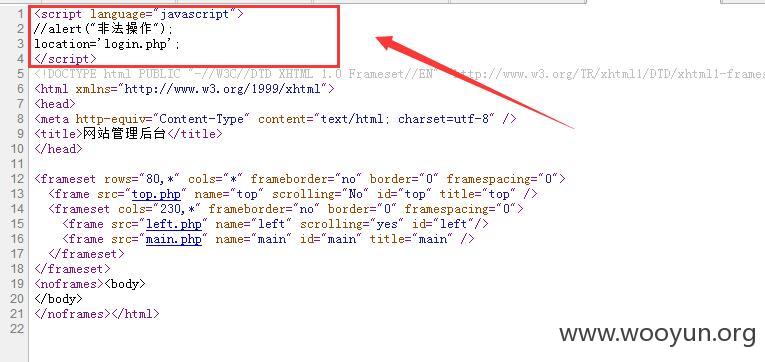 1 <script language="javascript">
2 //alert("非法操作");
3 location='login.php';
4 </script>
5 <!DOCTYPE html PUBLIC "-//W3C//DTD XHTML 1.0 Frameset//EN" "http://www.w3.org/TR/xhtml1/DTD/xhtml1-frames
6 <html xmlns="http://www.w3.org/1999/xhtml">
7 <head>
8 <meta http-equiv="Content-Type" content="text/html; charset=utf-8" />
9 <title>网站管理后台</title>
10 </head>
11
12 <frameset rows="80,*" cols="*" frameborder="no" border="0" framespacing="0">
13 <frame src="top.php" name="top" scrolling="No" id="top" title="top" />
14 <frameset cols="230,*" frameborder="no" border="0" framespacing="0">
15 <frame src="left.php" name="left" scrolling="yes" id="left"/>
16 <frame src="main.php" name="main" id="main" title="main" />
17 </frameset>
18 </frameset>
19 <noframes><body>
20 </body>
21 </noframes></html>
22
www.wooyun.org